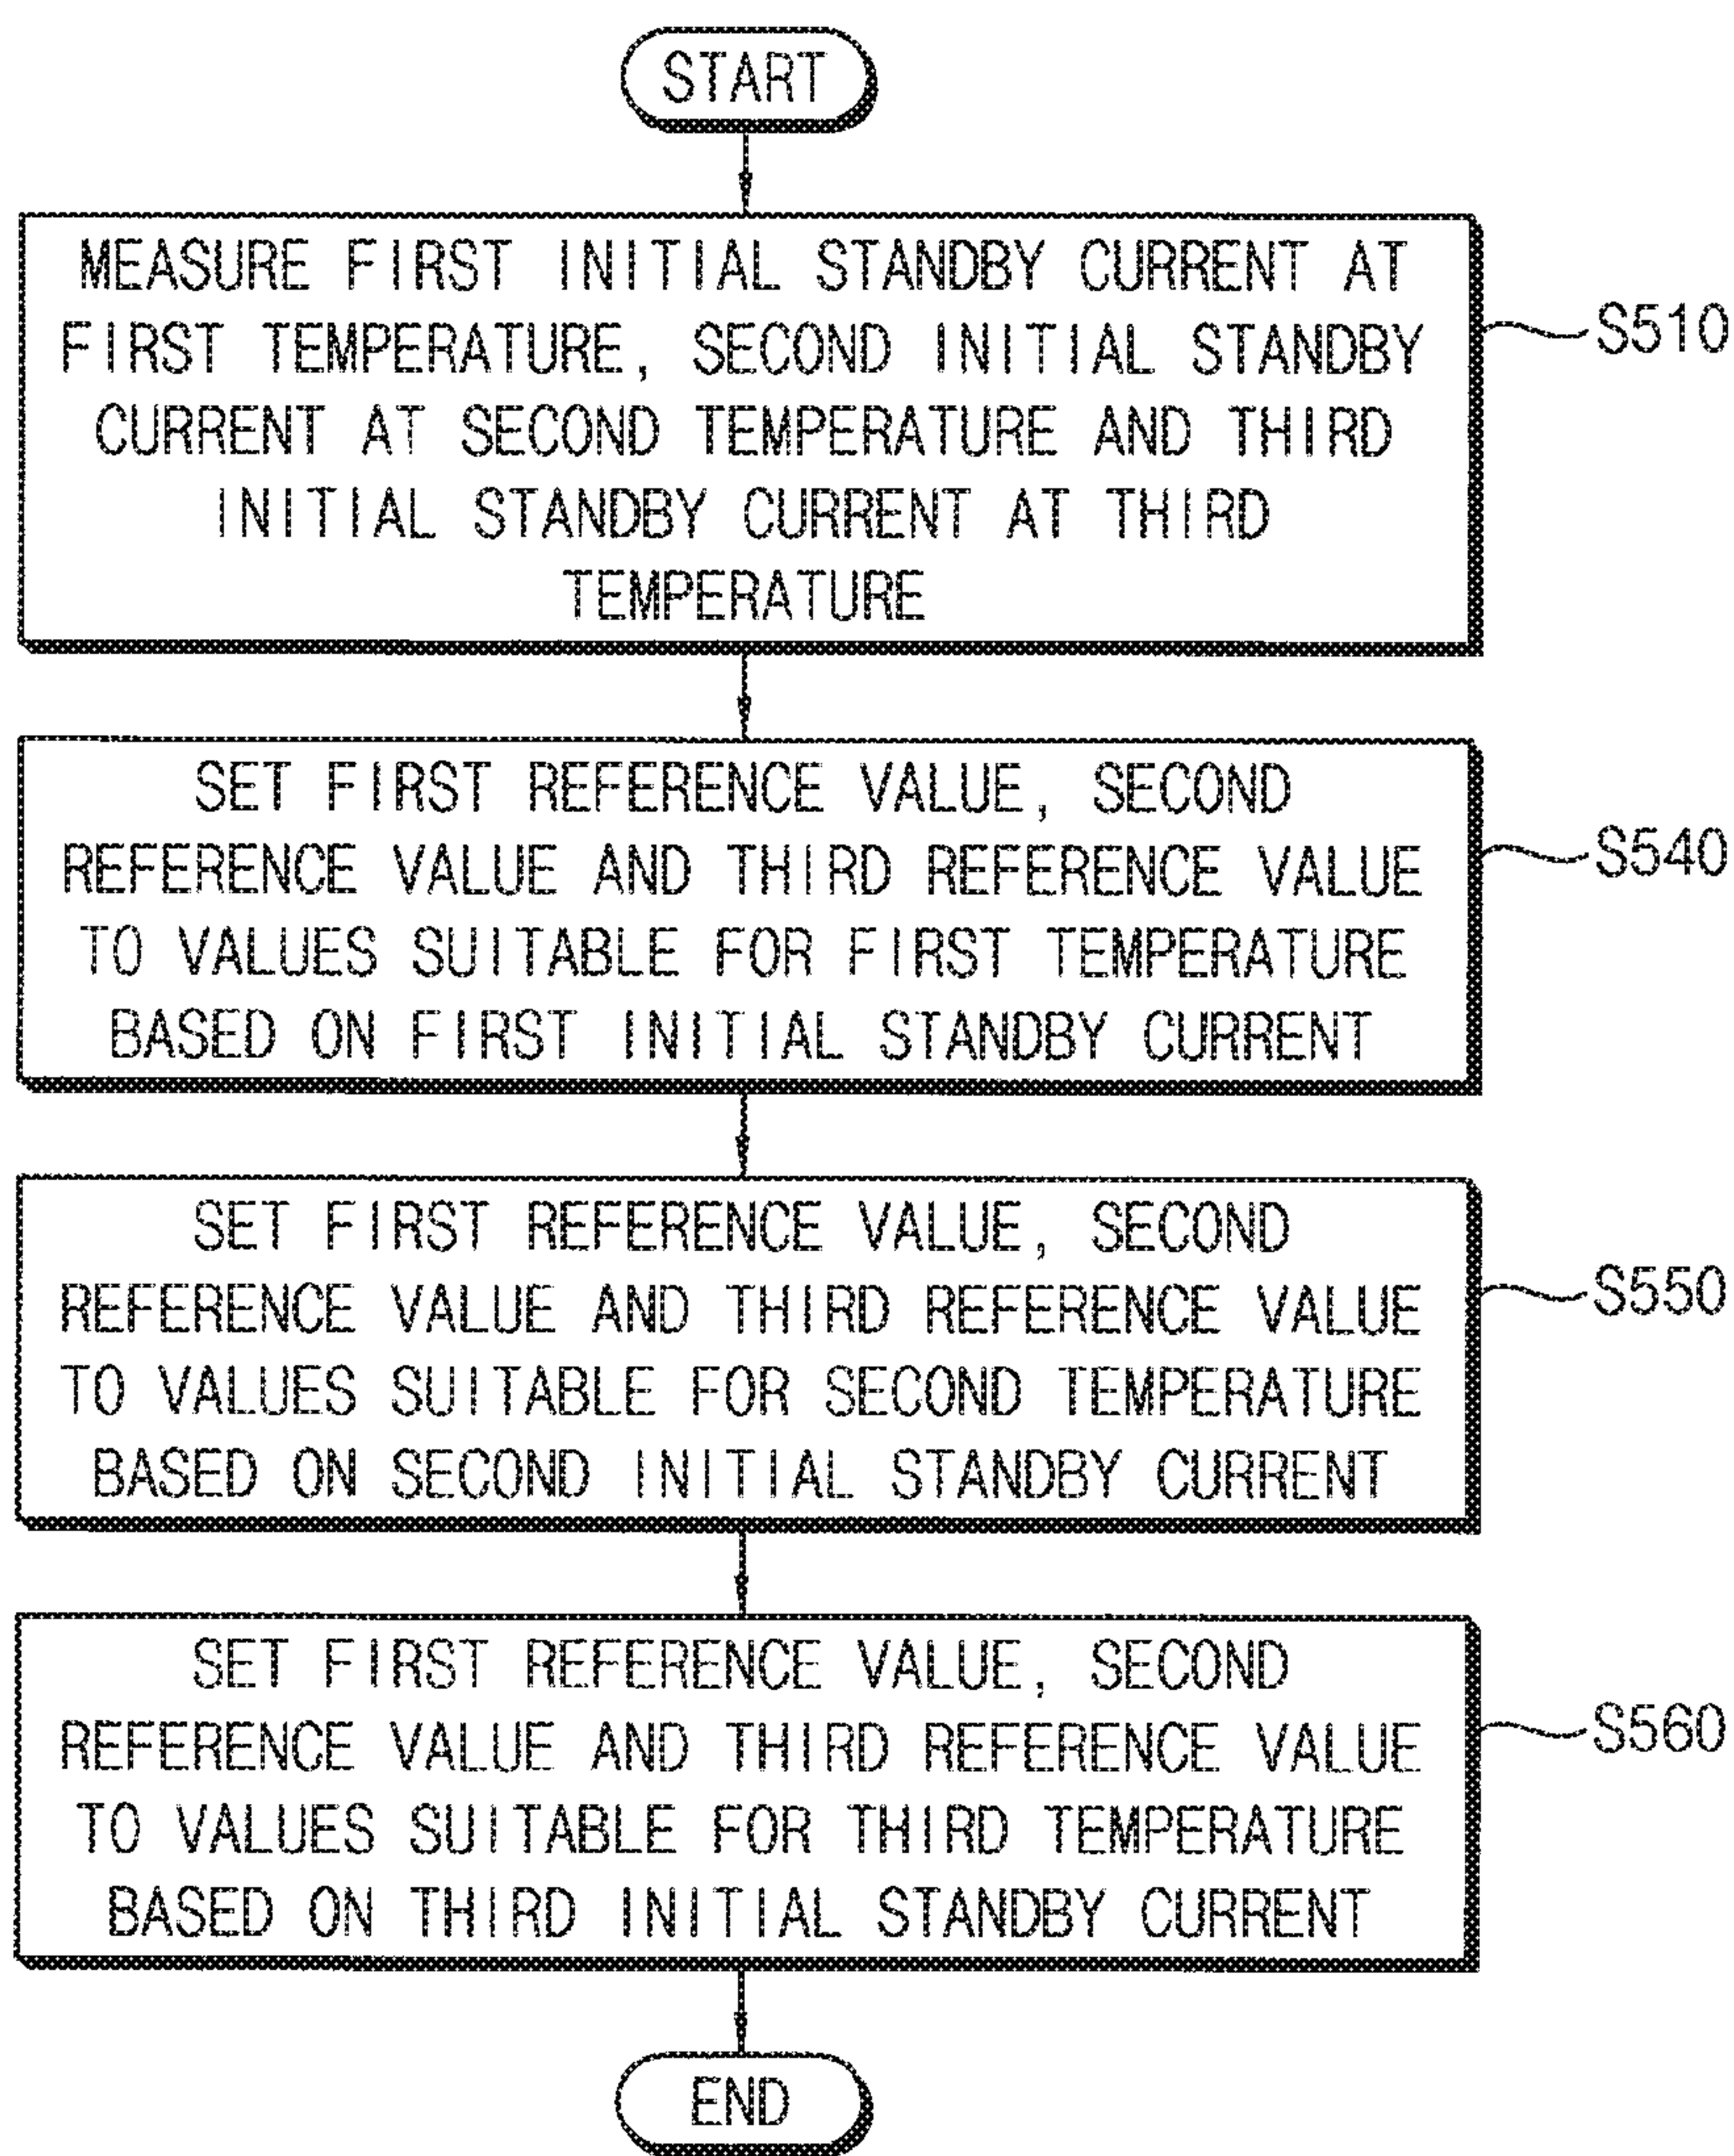 START
MEASURE FIRST INITIAL STANDBY CURRENT AT
FIRST TEMPERATURE, SECOND INITIAL STANDBY
CURRENT AT SECOND TEMPERATURE AND THIRD
INITIAL STANDBY CURRENT AT THIRD
TEMPERATURE
S510
SET FIRST REFERENCE VALUE, SECOND
REFERENCE VALUE AND THIRD REFERENCE VALUE
TO VALUES SUITABLE FOR FIRST TEMPERATURE
BASED ON FIRST INITIAL STANDBY CURRENT
S540
SET FIRST REFERENCE VALUE, SECOND
REFERENCE VALUE AND THIRD REFERENCE VALUE
TO VALUES SUITABLE FOR SECOND TEMPERATURE
BASED ON SECOND INITIAL STANDBY CURRENT
S550
SET FIRST REFERENCE VALUE, SECOND
REFERENCE VALUE AND THIRD REFERENCE VALUE
TO VALUES SUITABLE FOR THIRD TEMPERATURE
BASED ON THIRD INITIAL STANDBY CURRENT
S560
END